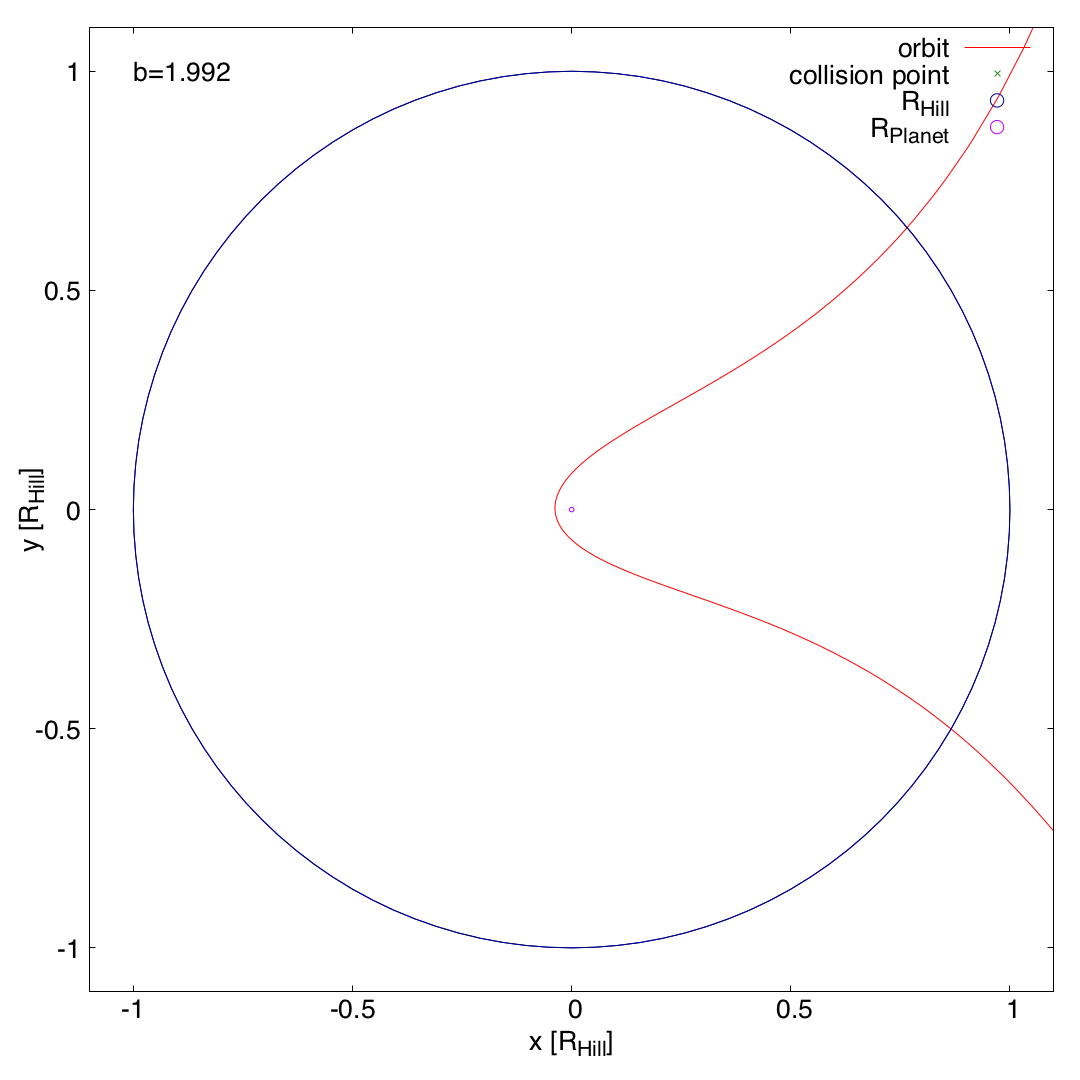 b=1.992
orbit
collision point
R_Hill
R_Planet
1
0.5
0
-0.5
-1
y [R_Hill]
-1
-0.5
0
0.5
1
x [R_Hill]